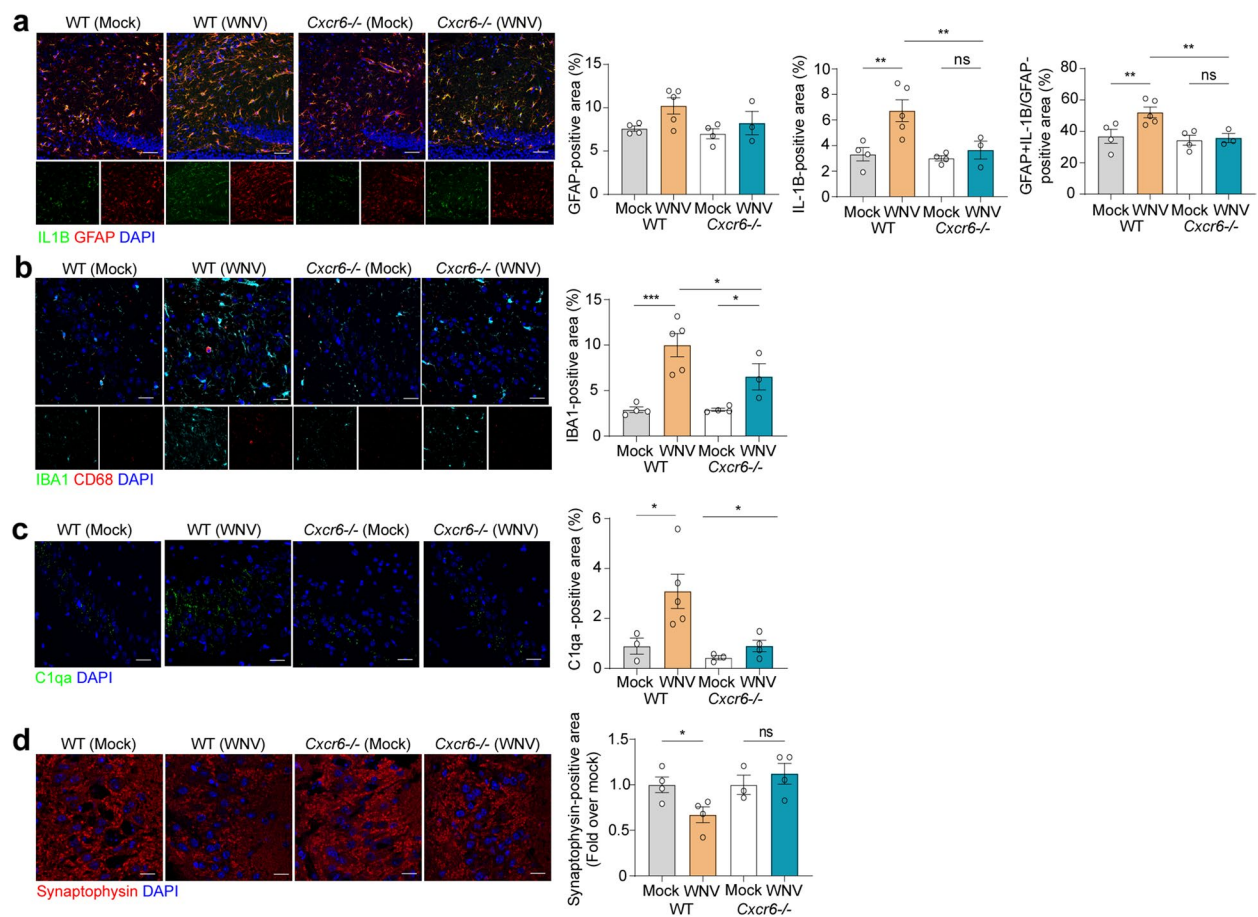 a
WT (Mock) WT (WNV) Cxcr6-/- (Mock) Cxcr6-/- (WNV)
IL1B GFAP DAPI
GFAP-positive area (%)
15
10
5
0
Mock WNV Mock WNV
WT Cxcr6-/-
IL-1B-positive area (%)
10
8
6
4
2
0
**
** ns
Mock WNV Mock WNV
WT Cxcr6-/-
GFAP+IL-1B/GFAP-
positive area (%)
80
60
40
20
0
**
** ns
Mock WNV Mock WNV
WT Cxcr6-/-
b
WT (Mock) WT (WNV) Cxcr6-/- (Mock) Cxcr6-/- (WNV)
IBA1 CD68 DAPI
IBA1-positive area (%)
15
10
5
0
*
*** *
Mock WNV Mock WNV
WT Cxcr6-/-
c
WT (Mock) WT (WNV) Cxcr6-/- (Mock) Cxcr6-/- (WNV)
C1qa DAPI
C1qa -positive area (%)
6
4
2
0
* *
Mock WNV Mock WNV
WT Cxcr6-/-
d
WT (Mock) WT (WNV) Cxcr6-/- (Mock) Cxcr6-/- (WNV)
Synaptophysin DAPI
Synaptophysin-positive area
(Fold over mock)
1.5
1.0
0.5
0
* ns
Mock WNV Mock WNV
WT Cxcr6-/-